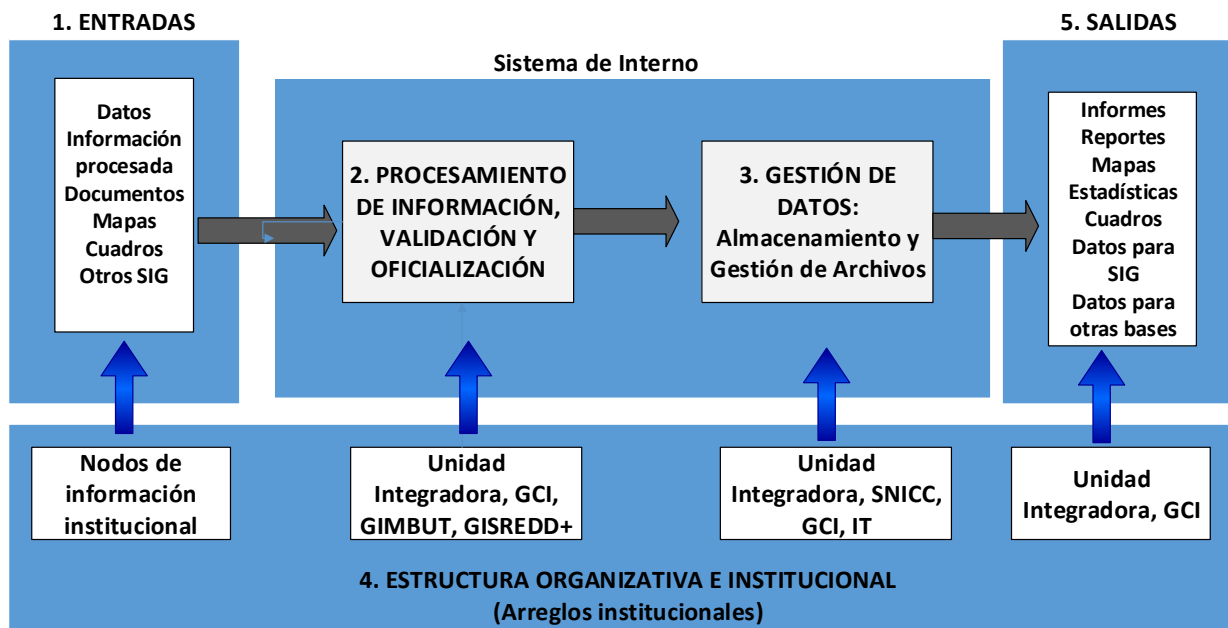 1. ENTRADAS
5. SALIDAS
Sistema de Interno
Datos
Información
procesada
Documentos
Mapas
Cuadros
Otros SIG
2. PROCESAMIENTO
DE INFORMACIÓN,
VALIDACIÓN Y
OFICIALIZACIÓN
3. GESTIÓN DE
DATOS:
Almacenamiento y
Gestión de Archivos
Informes
Reportes
Mapas
Estadísticas
Cuadros
Datos para
SIG
Datos para
otras bases
Nodos de
información
institucional
Unidad
Integradora, GCI,
GIMBUT, GISREDD+
Unidad
Integradora, SNICC,
GCI, IT
Unidad
Integradora, GCI
4. ESTRUCTURA ORGANIZATIVA E INSTITUCIONAL
(Arreglos institucionales)